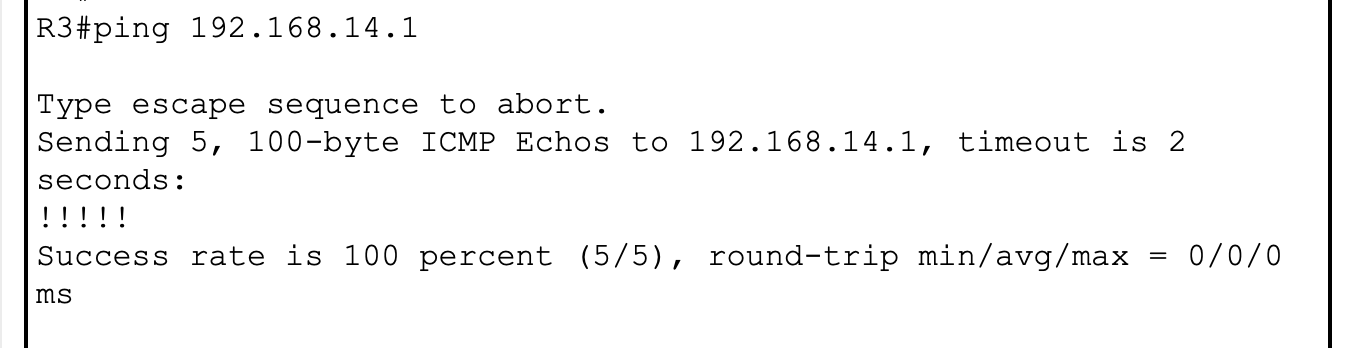 R3#ping 192.168.14.1
Type escape sequence to abort.
Sending 5, 100-byte ICMP Echos to 192.168.14.1, timeout is 2
seconds:
!!!!!
Success rate is 100 percent (5/5), round-trip min/avg/max = 0/0/0
ms